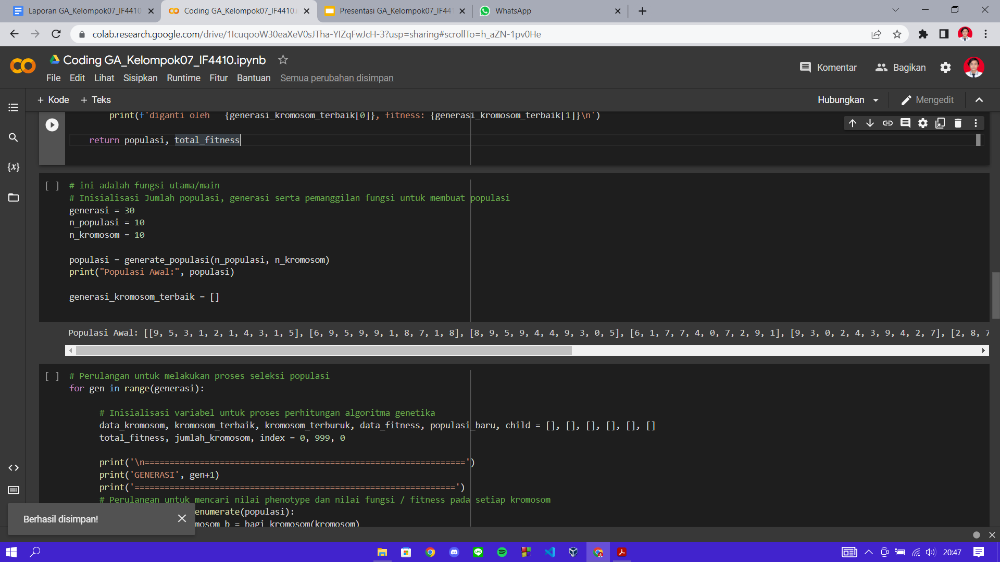 Laporan GA_Kelompok07_IF4410
Coding GA_Kelompok07_IF4410.i
Presentasi GA_Kelompok07_IF44
WhatsApp
colab.research.google.com/drive/1IcuqooW30eaXeV0sJTha-YIZqFwJcH-3?usp=sharing#scrollTo=h_aZN-1pv0He
Coding GA_Kelompok07_IF4410.ipynb
Komentar
Bagikan
File Edit Lihat Sisipkan Runtime Fitur Bantuan Semua perubahan disimpan
+ Kode + Teks
Hubungkan
Mengedit
print(f'diganti oleh   {generasi_kromosom_terbaik[0]}, fitness: {generasi_kromosom_terbaik[1]}\n')
return populasi, total_fitness
{x}
[ ] # ini adalah fungsi utama/main
# Inisialisasi Jumlah populasi, generasi serta pemanggilan fungsi untuk membuat populasi
generasi = 30
n_populasi = 10
n_kromosom = 10
populasi = generate_populasi(n_populasi, n_kromosom)
print("Populasi Awal:", populasi)
generasi_kromosom_terbaik = []
Populasi Awal: [[9, 5, 3, 1, 2, 1, 4, 3, 1, 5], [6, 9, 5, 9, 9, 1, 8, 7, 1, 8], [8, 9, 5, 9, 4, 4, 9, 3, 0, 5], [6, 1, 7, 7, 4, 0, 7, 2, 9, 1], [9, 3, 0, 2, 4, 3, 9, 4, 2, 7], [2, 8, 7
[ ] # Perulangan untuk melakukan proses seleksi populasi
for gen in range(generasi):
# Inisialisasi variabel untuk proses perhitungan algoritma genetika
data_kromosom, kromosom_terbaik, kromosom_terburuk, data_fitness, populasi_baru, child = [], [], [], [], [], []
total_fitness, jumlah_kromosom, index = 0, 999, 0
print('\n================================================================')
print('GENERASI', gen+1)
print('================================================================')
# Perulangan untuk mencari nilai phenotype dan nilai fungsi / fitness pada setiap kromosom
enumerate(populasi):
mosom_b = bagi_kromosom(kromosom)
Berhasil disimpan!
20:47